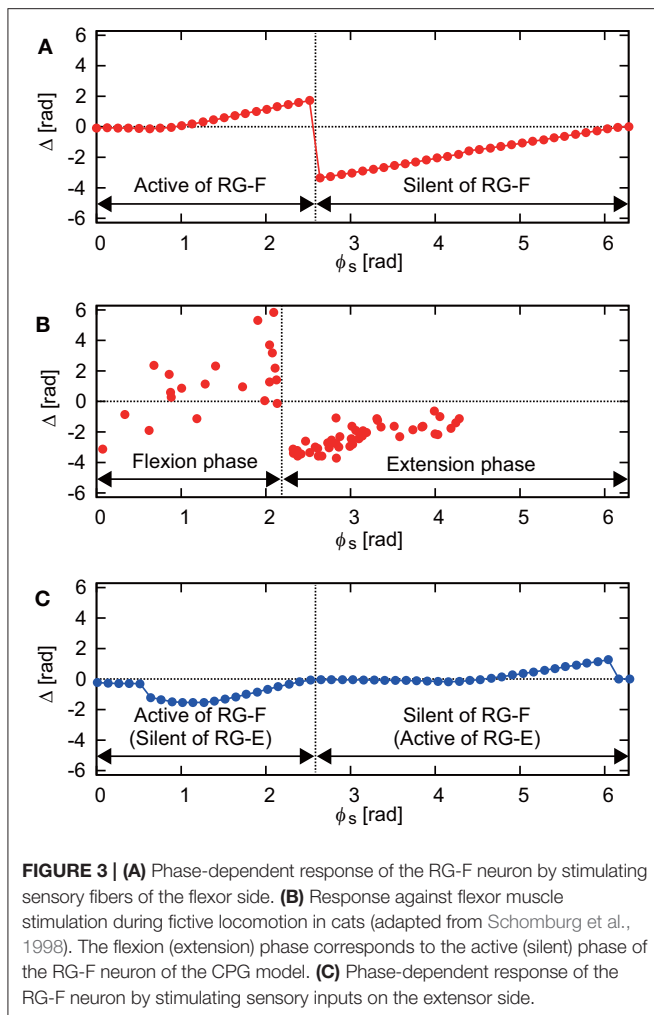 A
6
4
2
0
-2
-4
-6
Δ [rad]
Active of RG-F
Silent of RG-F
0 1 2 3 4 5 6
ϕs [rad]
B
6
4
2
0
-2
-4
-6
Δ [rad]
Flexion phase
Extension phase
0 1 2 3 4 5 6
ϕs [rad]
C
6
4
2
0
-2
-4
-6
Δ [rad]
Active of RG-F
(Silent of RG-E)
Silent of RG-F
(Active of RG-E)
0 1 2 3 4 5 6
ϕs [rad]
FIGURE 3 | (A) Phase-dependent response of the RG-F neuron by stimulating
sensory fibers of the flexor side. (B) Response against flexor muscle
stimulation during fictive locomotion in cats (adapted from Schomburg et al.,
1998). The flexion (extension) phase corresponds to the active (silent) phase of
the RG-F neuron of the CPG model. (C) Phase-dependent response of the
RG-F neuron by stimulating sensory inputs on the extensor side.